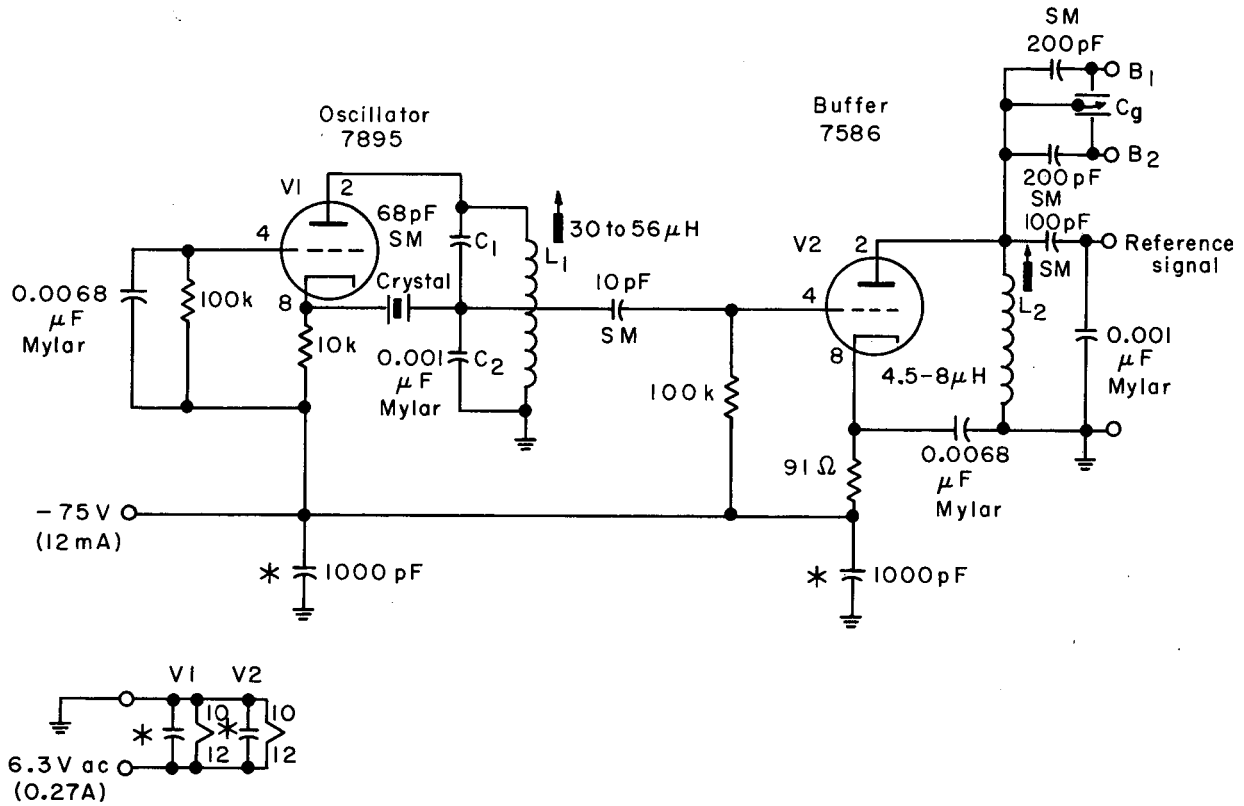 SM
200pF
B1
Cg
B2
200pF
SM
100pF
SM
Reference
signal
Oscillator
7895
V1
2
4
8
68pF
SM
C1
L1
30 to 56μH
Crystal
0.0068
μF
Mylar
100k
10k
0.001
μF
Mylar
C2
10pF
SM
100k
Buffer
7586
V2
2
4
8
L2
4.5-8μH
0.001
μF
Mylar
91Ω
0.0068
μF
Mylar
-75V
(12mA)
* 1000pF
* 1000pF
V1 V2
* 10 * 10
12 12
6.3V ac
(0.27A)